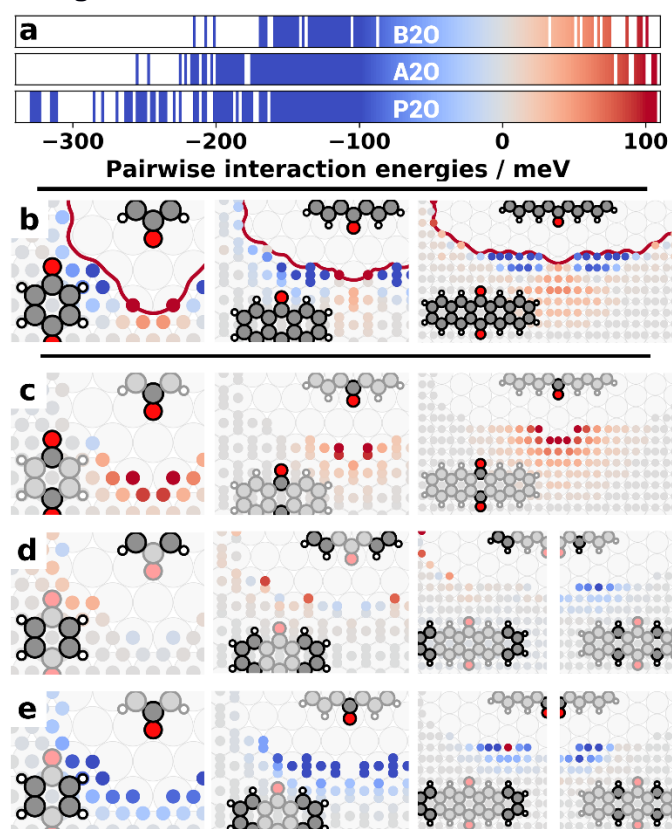 a
B2O
A2O
P2O
−300 −200 −100 0 100
Pairwise interaction energies / meV
b
c
d
e